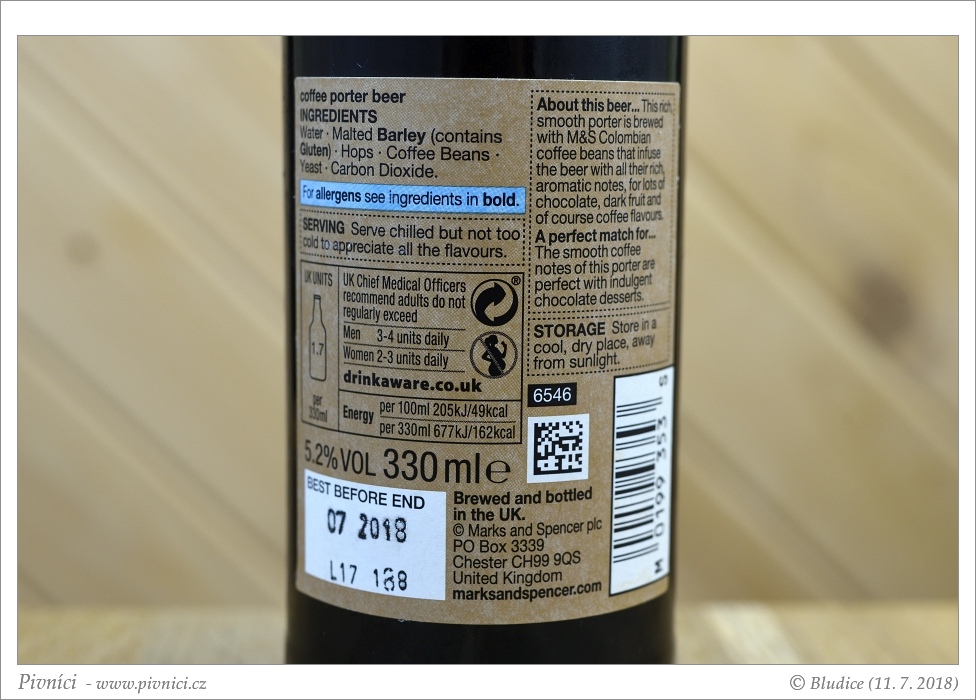 coffee porter beer
INGREDIENTS
Water · Malted Barley (contains
Gluten) · Hops · Coffee Beans ·
Yeast · Carbon Dioxide.
For allergens see ingredients in bold.
SERVING Serve chilled but not too
cold to appreciate all the flavours.
UK UNITS
1.7
per
330ml
UK Chief Medical Officers
recommend adults do not
regularly exceed
Men 3-4 units daily
Women 2-3 units daily
drinkaware.co.uk
Energy
per 100ml 205kJ/49kcal
per 330ml 677kJ/162kcal
5.2%VOL 330ml e
BEST BEFORE END
07 2018
L17 188
About this beer... This rich,
smooth porter is brewed
with M&S Colombian
coffee beans that infuse
the beer with all their rich,
aromatic notes, for lots of
chocolate, dark fruit and
of course coffee flavours.
A perfect match for...
The smooth coffee
notes of this porter are
perfect with indulgent
chocolate desserts.
STORAGE Store in a
cool, dry place, away
from sunlight.
6546
Brewed and bottled
in the UK.
© Marks and Spencer plc
PO Box 3339
Chester CH99 9QS
United Kingdom
marksandspencer.com
M 0199 353 S
Pivníci - www.pivnici.cz
© Bludice (11. 7. 2018)